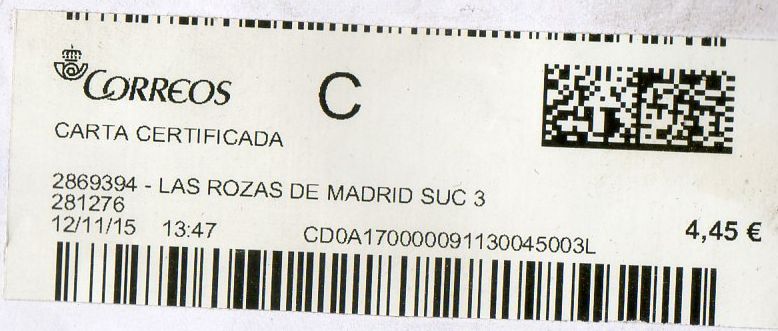 CORREOS
C
CARTA CERTIFICADA
2869394 - LAS ROZAS DE MADRID SUC 3
281276
12/11/15 13:47 CD0A170000091130045003L 4,45 €